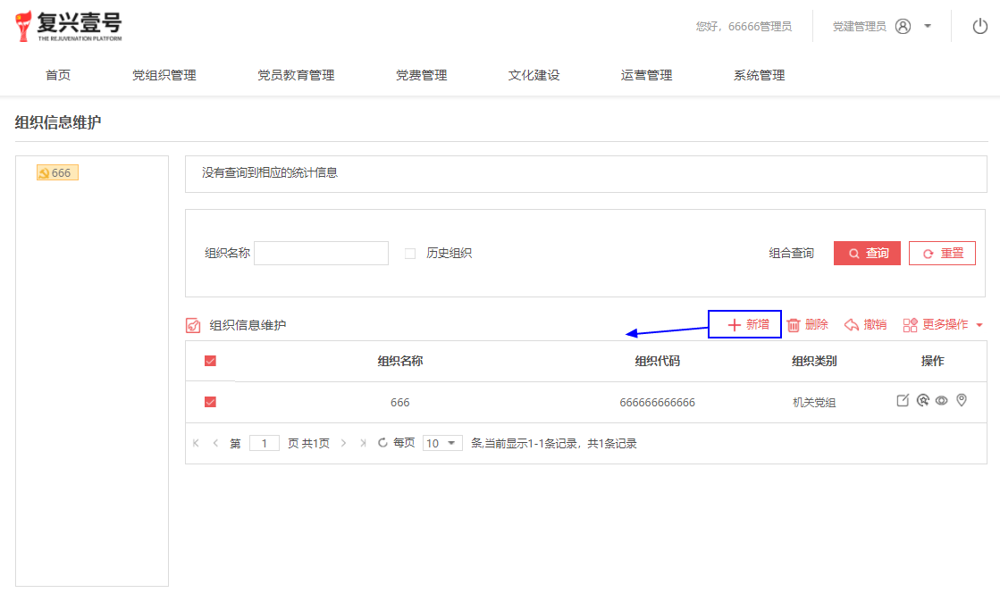 复兴壹号
THE REJUVENATION PLATFORM
您好，66666管理员
党建管理员
首页 党组织管理 党员教育管理 党费管理 文化建设 运营管理 系统管理
组织信息维护
666
没有查询到相应的统计信息
组织名称 历史组织 组合查询 查询 重置
组织信息维护 新增 删除 撤销 更多操作
组织名称 组织代码 组织类别 操作
666 666666666666 机关党组
第 1 页 共1页 每页 10 条,当前显示1-1条记录，共1条记录